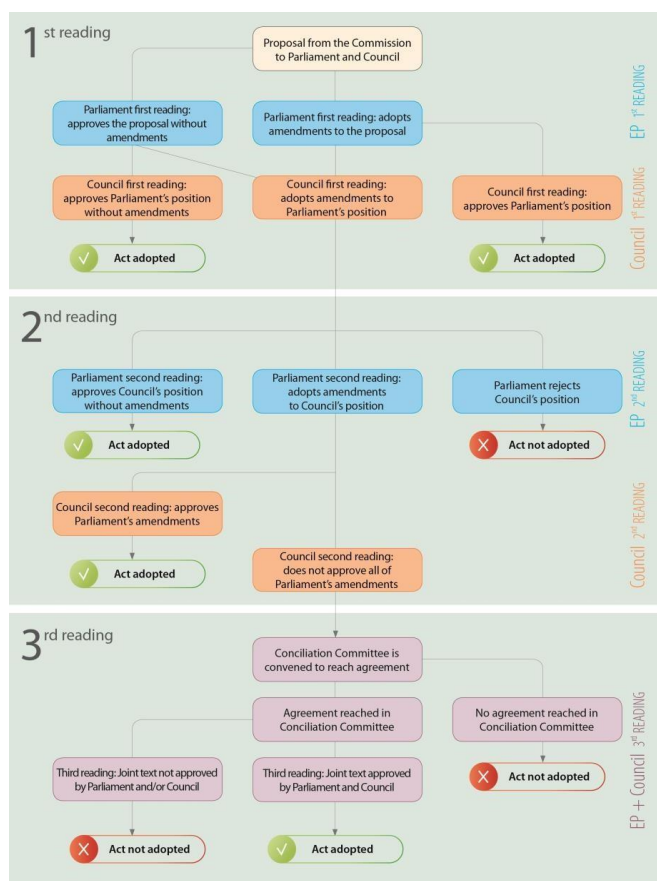 1st reading
Proposal from the Commission
to Parliament and Council
Parliament first reading:
approves the proposal without
amendments
Parliament first reading: adopts
amendments to the proposal
EP 1st READING
Council first reading:
approves Parliament's position
without amendments
Council first reading:
adopts amendments to
Parliament's position
Council first reading:
approves Parliament's position
Council 1st READING
Act adopted
Act adopted
2nd reading
Parliament second reading:
approves Council's position
without amendments
Parliament second reading:
adopts amendments
to Council's position
Parliament rejects
Council's position
EP 2nd READING
Act adopted
Act not adopted
Council second reading: approves
Parliament's amendments
Council 2nd READING
Act adopted
Council second reading:
does not approve all of
Parliament's amendments
3rd reading
Conciliation Committee is
convened to reach agreement
Agreement reached in
Conciliation Committee
No agreement reached in
Conciliation Committee
EP + Council 3rd READING
Act not adopted
Third reading: Joint text not approved
by Parliament and/or Council
Third reading: Joint text approved
by Parliament and Council
Act not adopted
Act adopted